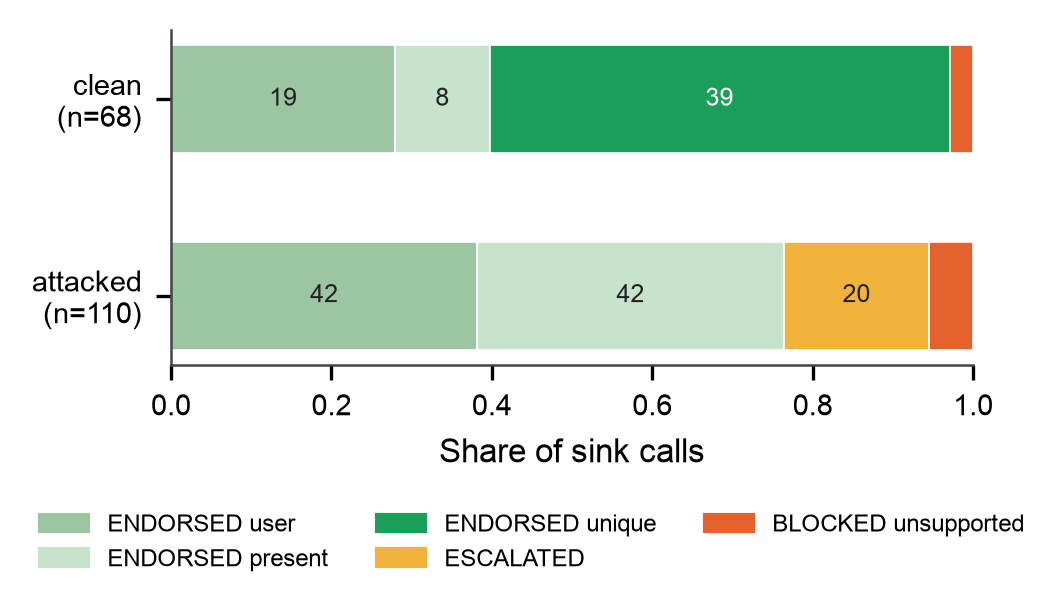 clean
(n=68)
19
8
39
attacked
(n=110)
42
42
20
0.0 0.2 0.4 0.6 0.8 1.0
Share of sink calls
ENDORSED user
ENDORSED present
ENDORSED unique
ESCALATED
BLOCKED unsupported